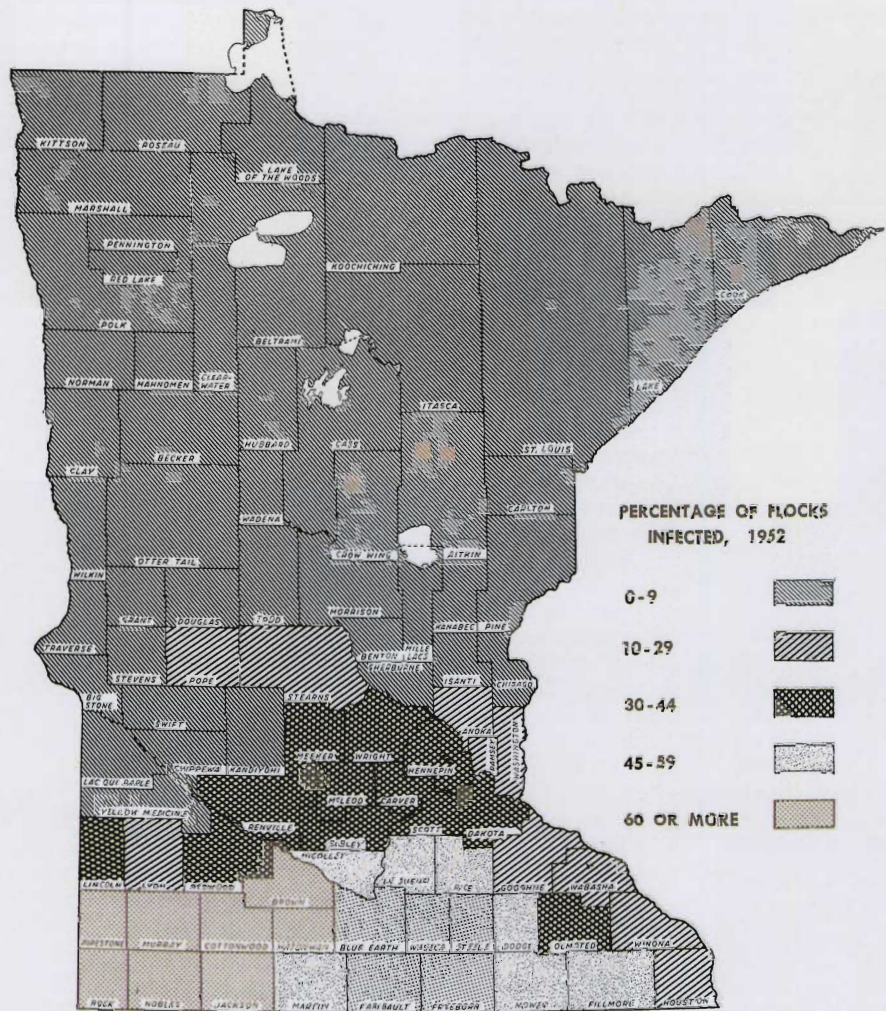 KITTSON
ROSEAU
LAKE
OF THE WOODS
MARSHALL
PENNINGTON
RED LAKE
KOOCHICHING
POLK
COOK
BELTRAMI
NORMAN
MAHNOMEN
CLEAR-
WATER
LAKE
ITASCA
HUBBARD
CASS
ST. LOUIS
CLAY
BECKER
WADENA
CARLTON
PERCENTAGE OF FLOCKS
INFECTED, 1952
CROW WING
AITKIN
OTTER TAIL
WILKIN
0-9
MORRISON
GRANT
DOUGLAS
TODD
KANABEC
PINE
10-29
TRAVERSE
MILLE
LACS
BENTON
SHERBURNE
STEVENS
POPE
ISANTI
CHISAGO
BIG
STONE
STEARNS
30-44
SWIFT
ANOKA
RAMSEY
WASHINGTON
MEEKER
WRIGHT
HENNEPIN
CHIPPEWA
KANDIYOHI
45-59
LAC QUI PARLE
MCLEOD
CARVER
YELLOW MEDICINE
60 OR MORE
RENVILLE
SCOTT
DAKOTA
SIBLEY
NICOLLET
LE SUEUR
RICE
GOODHUE
WABASHA
LINCOLN
LYON
REDWOOD
BROWN
PIPESTONE
MURRAY
COTTONWOOD
WATONWAN
BLUE EARTH
WASECA
STEELE
DODGE
OLMSTED
WINONA
ROCK
NOBLES
JACKSON
MARTIN
FARIBAULT
FREEBORN
MOWER
FILLMORE
HOUSTON